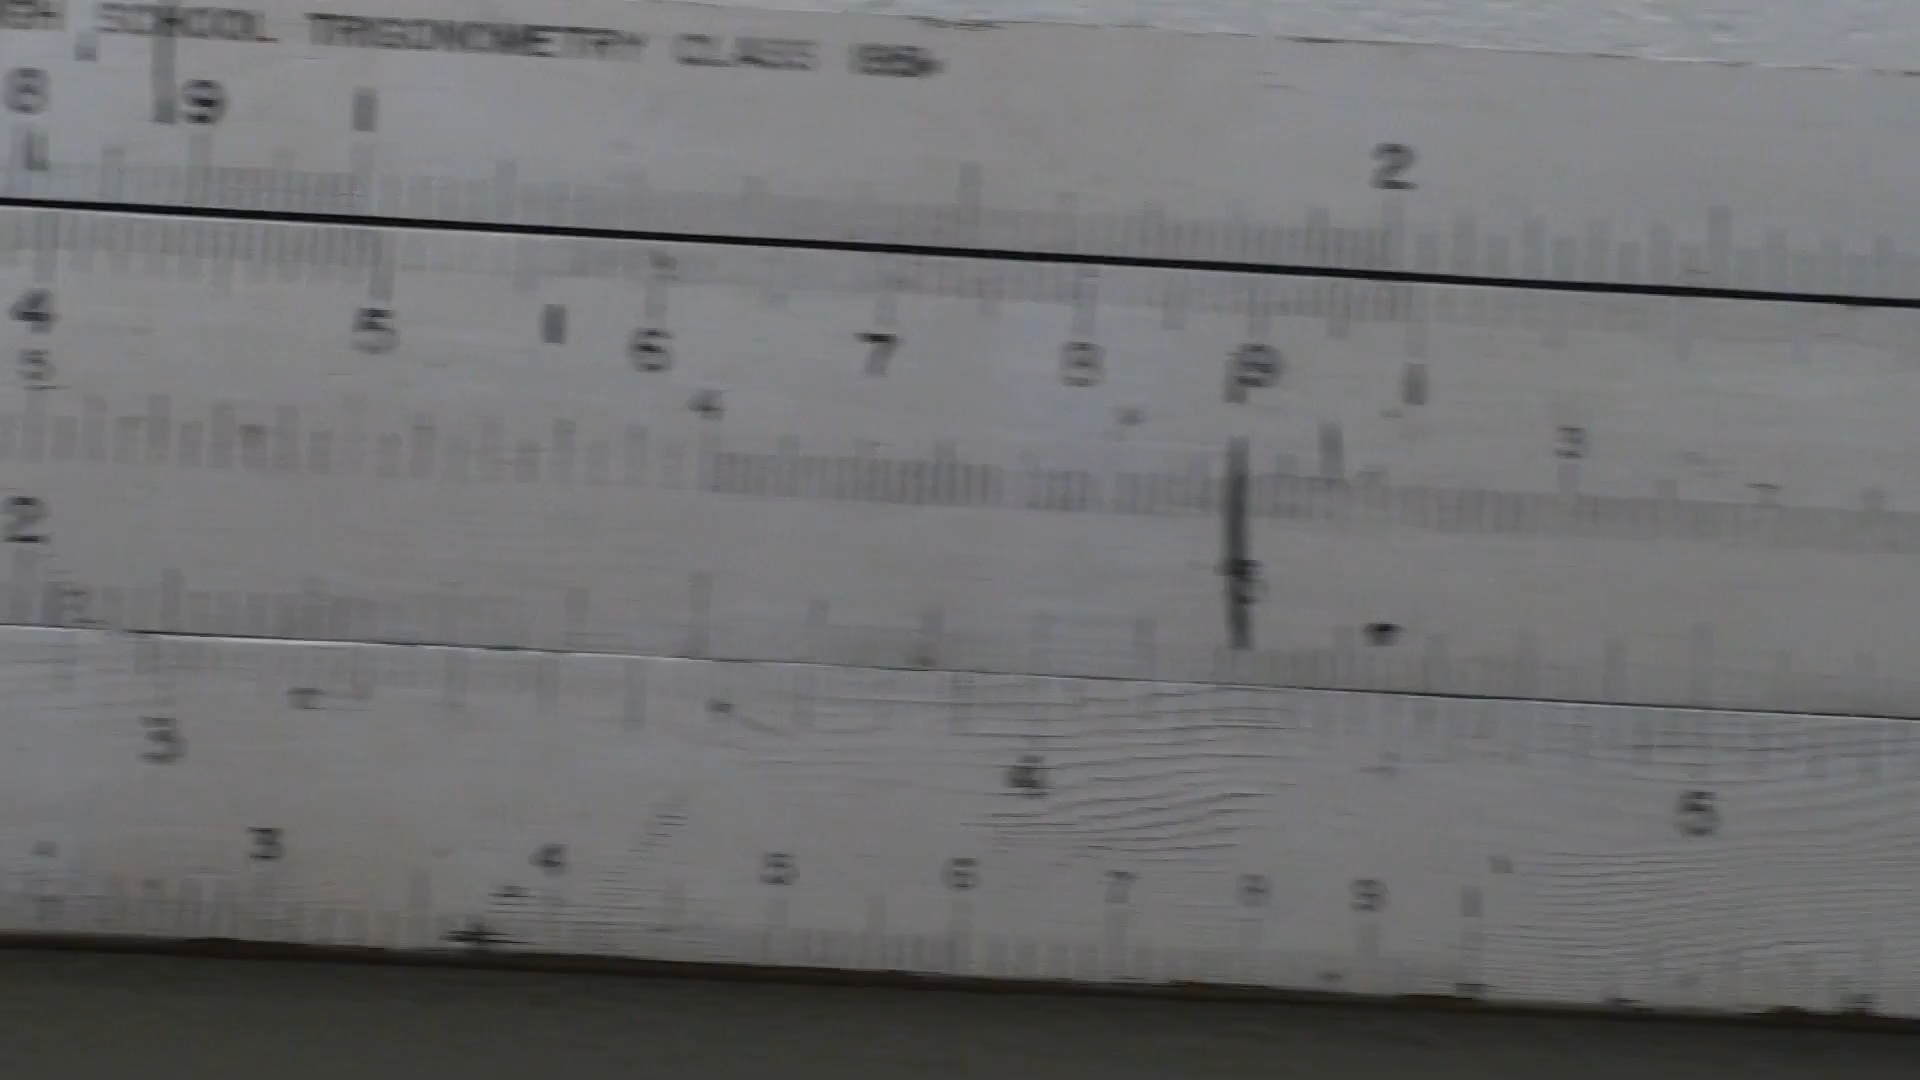 SCHOOL TRIGONOMETRY CLASS
8 9 1 2
L
4 5 6 7 8 9 1
1
5 4 3
2
3 4 5
3 4 5 6 7 8 9 1